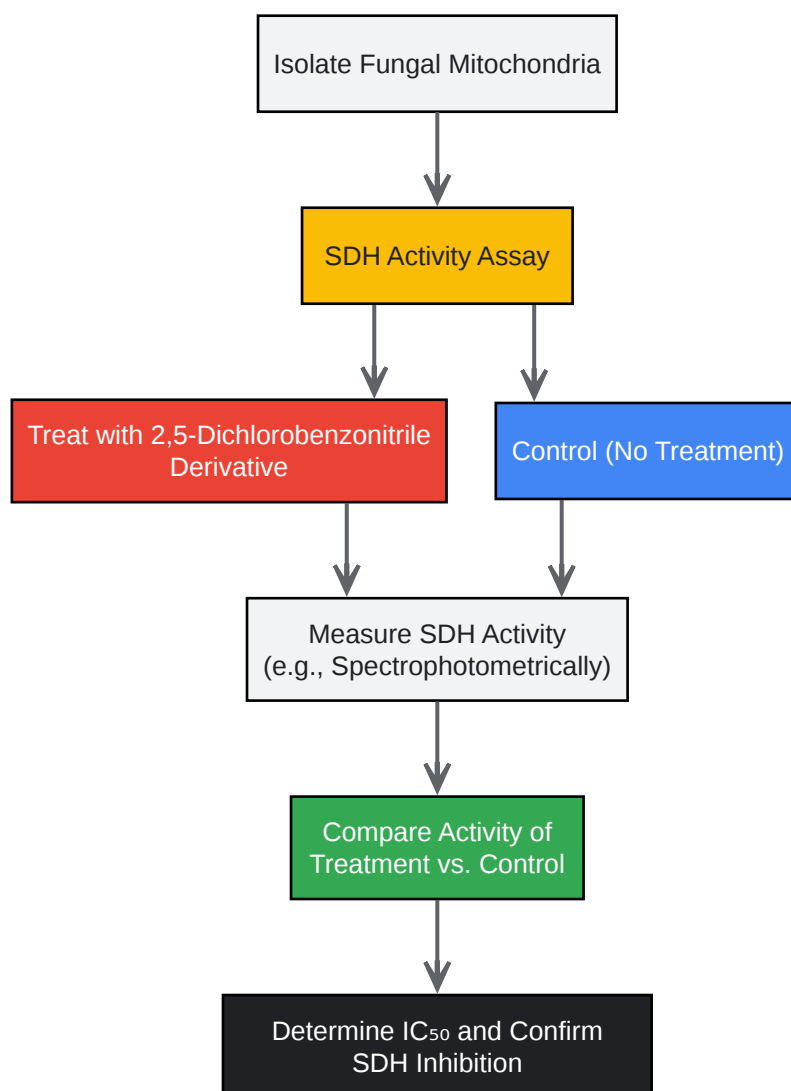 Isolate Fungal Mitochondria
SDH Activity Assay
Treat with 2,5-Dichlorobenzonitrile
Derivative
Control (No Treatment)
Measure SDH Activity
(e.g., Spectrophotometrically)
Compare Activity of
Treatment vs. Control
Determine IC₅₀ and Confirm
SDH Inhibition